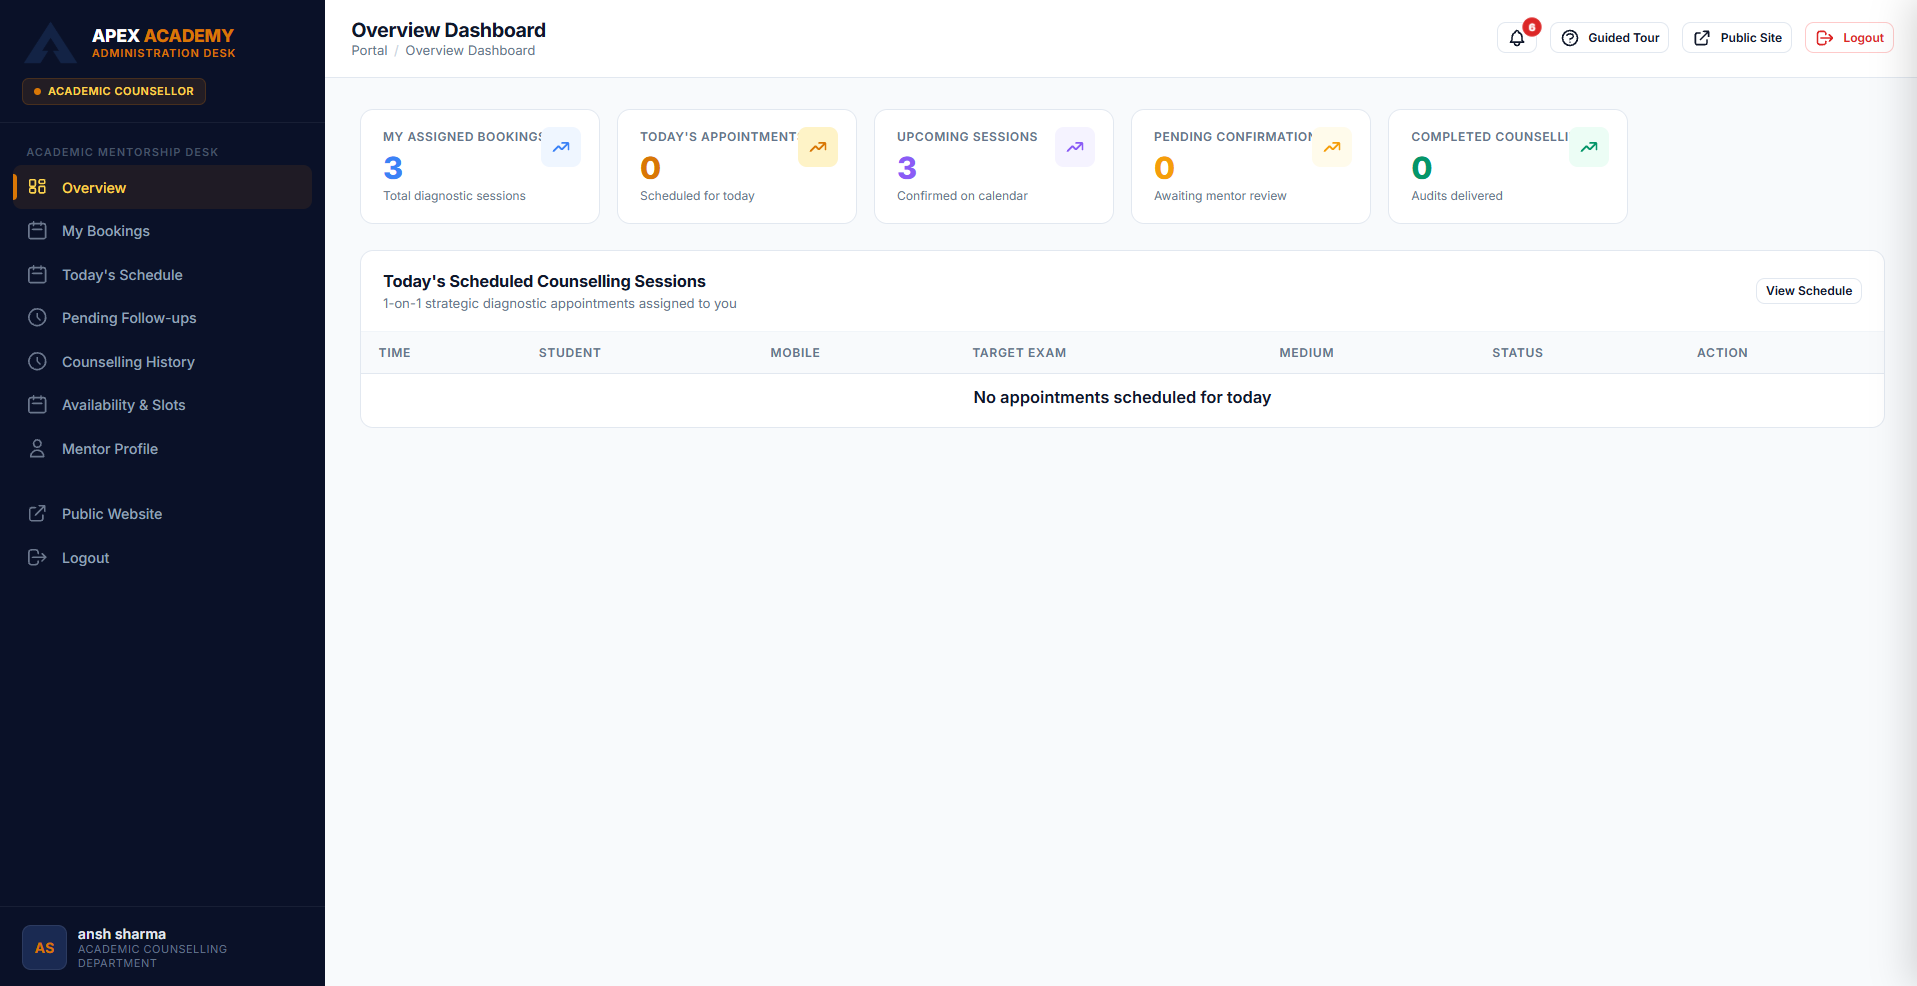 APEX ACADEMY
ADMINISTRATION DESK
ACADEMIC COUNSELLOR
ACADEMIC MENTORSHIP DESK
Overview
My Bookings
Today's Schedule
Pending Follow-ups
Counselling History
Availability & Slots
Mentor Profile
Public Website
Logout
AS
ansh sharma
ACADEMIC COUNSELLING
DEPARTMENT
Overview Dashboard
Portal / Overview Dashboard
6
Guided Tour
Public Site
Logout
MY ASSIGNED BOOKINGS
3
Total diagnostic sessions
TODAY'S APPOINTMENT
0
Scheduled for today
UPCOMING SESSIONS
3
Confirmed on calendar
PENDING CONFIRMATION
0
Awaiting mentor review
COMPLETED COUNSELLI
0
Audits delivered
Today's Scheduled Counselling Sessions
1-on-1 strategic diagnostic appointments assigned to you
View Schedule
TIME STUDENT MOBILE TARGET EXAM MEDIUM STATUS ACTION
No appointments scheduled for today